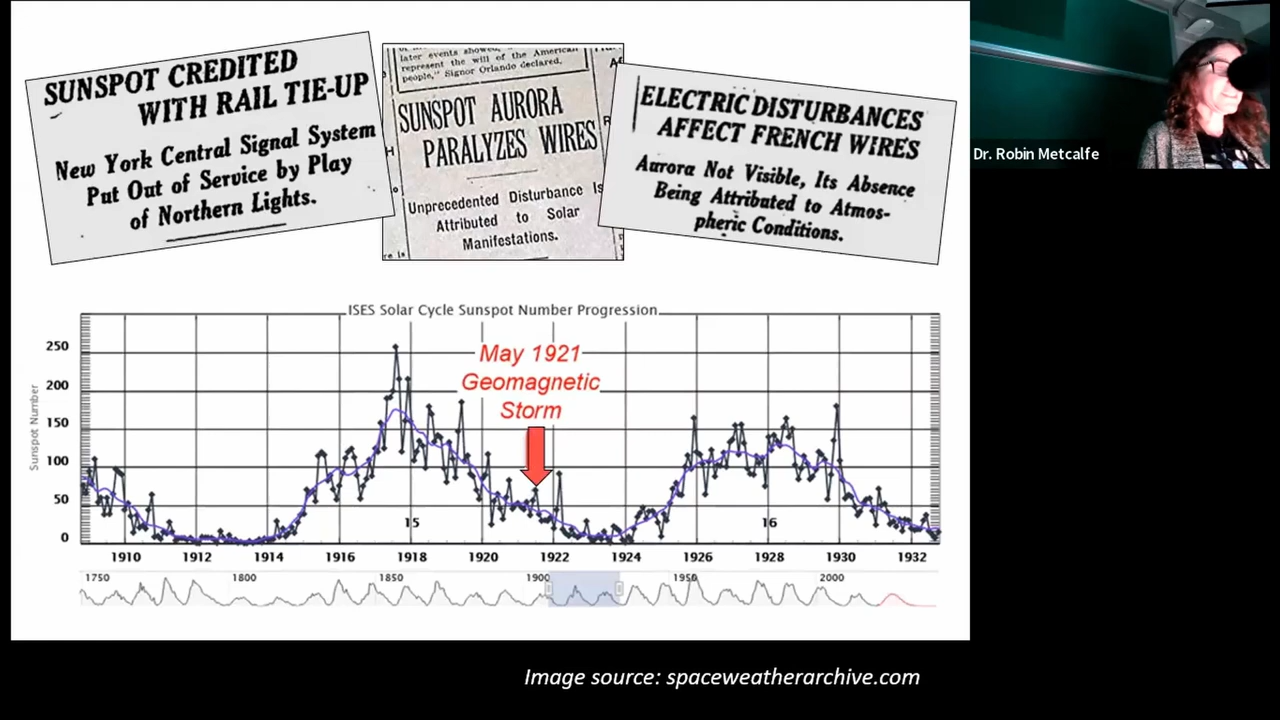 SUNSPOT CREDITED
WITH RAIL TIE-UP
New York Central Signal System
Put Out of Service by Play
of Northern Lights.
later events showed,
represent the will of the American
people," Signor Orlando declared.
SUNSPOT AURORA
PARALYZES WIRES
Unprecedented Disturbance Is
Attributed to Solar
Manifestations.
ELECTRIC DISTURBANCES
AFFECT FRENCH WIRES
Aurora Not Visible, Its Absence
Being Attributed to Atmos-
pheric Conditions.
Dr. Robin Metcalfe
ISES Solar Cycle Sunspot Number Progression
May 1921
Geomagnetic
Storm
Sunspot Number
250
200
150
100
50
0
15
16
1910 1912 1914 1916 1918 1920 1922 1924 1926 1928 1930 1932
1750 1800 1850 1900 1950 2000
Image source: spaceweatherarchive.com